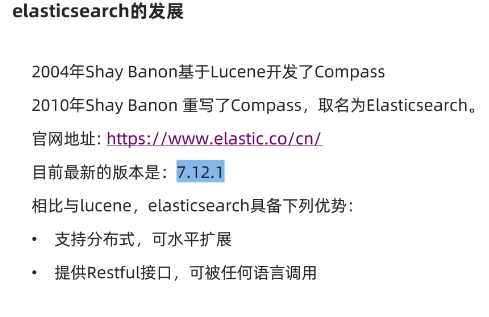 elasticsearch的发展
2004年Shay Banon基于Lucene开发了Compass
2010年Shay Banon 重写了Compass，取名为Elasticsearch。
官网地址: https://www.elastic.co/cn/
目前最新的版本是：7.12.1
相比与lucene，elasticsearch具备下列优势：
• 支持分布式，可水平扩展
• 提供Restful接口，可被任何语言调用